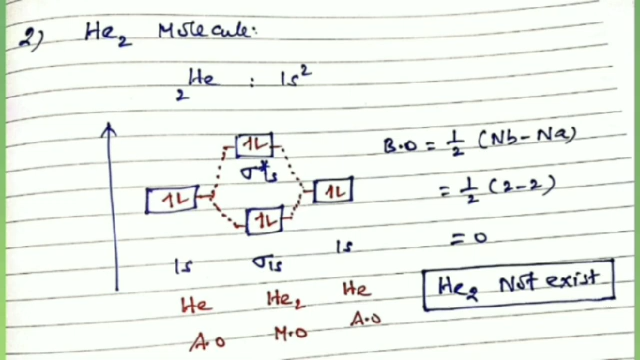 2) He₂ Molecule:
₂He : 1s²
1L
σ*1s
B.O = 1/2 (Nb - Na)
1L 1L
= 1/2 (2-2)
1L
1s σ1s 1s
= 0
He He₂ He
He₂ Not exist
A.O M.O A.O